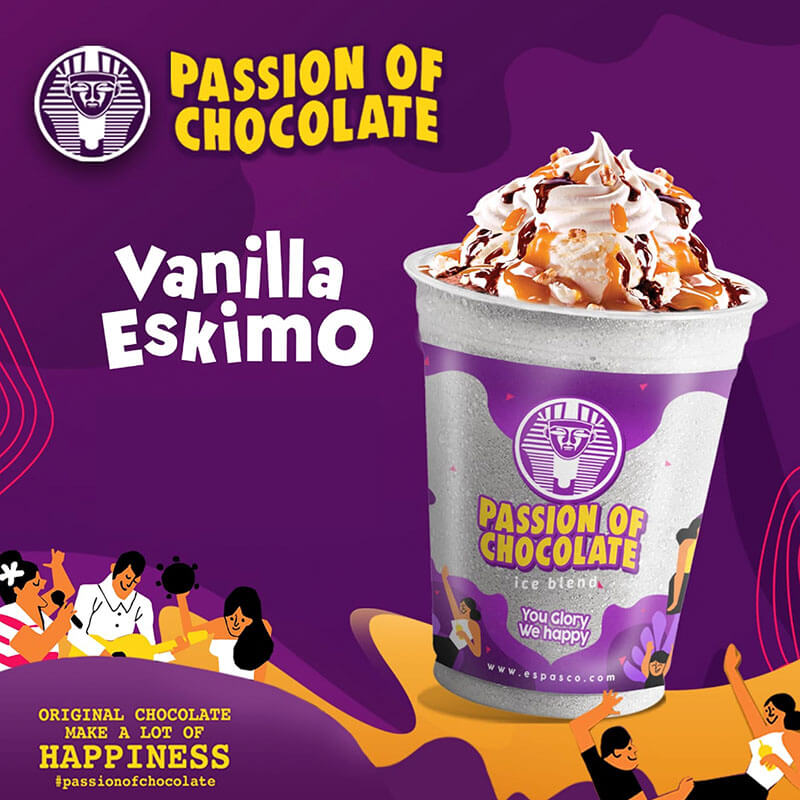 PASSION OF
CHOCOLATE
Vanilla
Eskimo
PASSION OF
CHOCOLATE
ice blend
You Glory
We happy
www.espasco.com
ORIGINAL CHOCOLATE
MAKE A LOT OF
HAPPINESS
#passionofchocolate